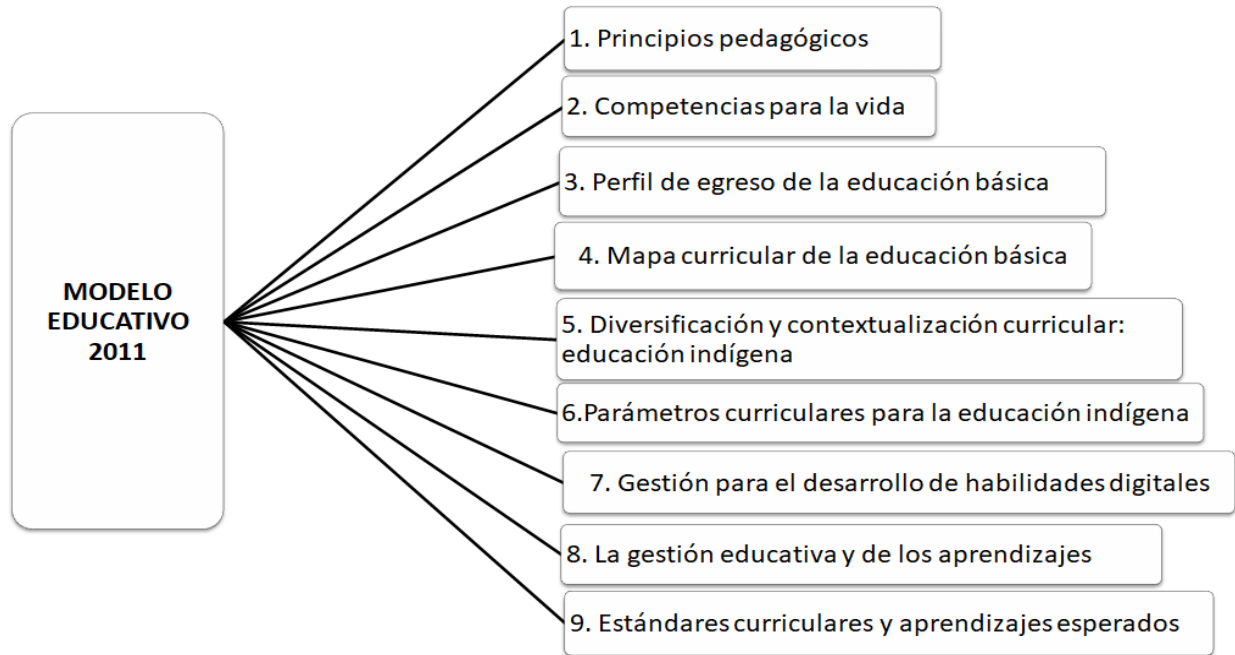 MODELO
EDUCATIVO
2011
1. Principios pedagógicos
2. Competencias para la vida
3. Perfil de egreso de la educación básica
4. Mapa curricular de la educación básica
5. Diversificación y contextualización curricular:
educación indígena
6.Parámetros curriculares para la educación indígena
7. Gestión para el desarrollo de habilidades digitales
8. La gestión educativa y de los aprendizajes
9. Estándares curriculares y aprendizajes esperados